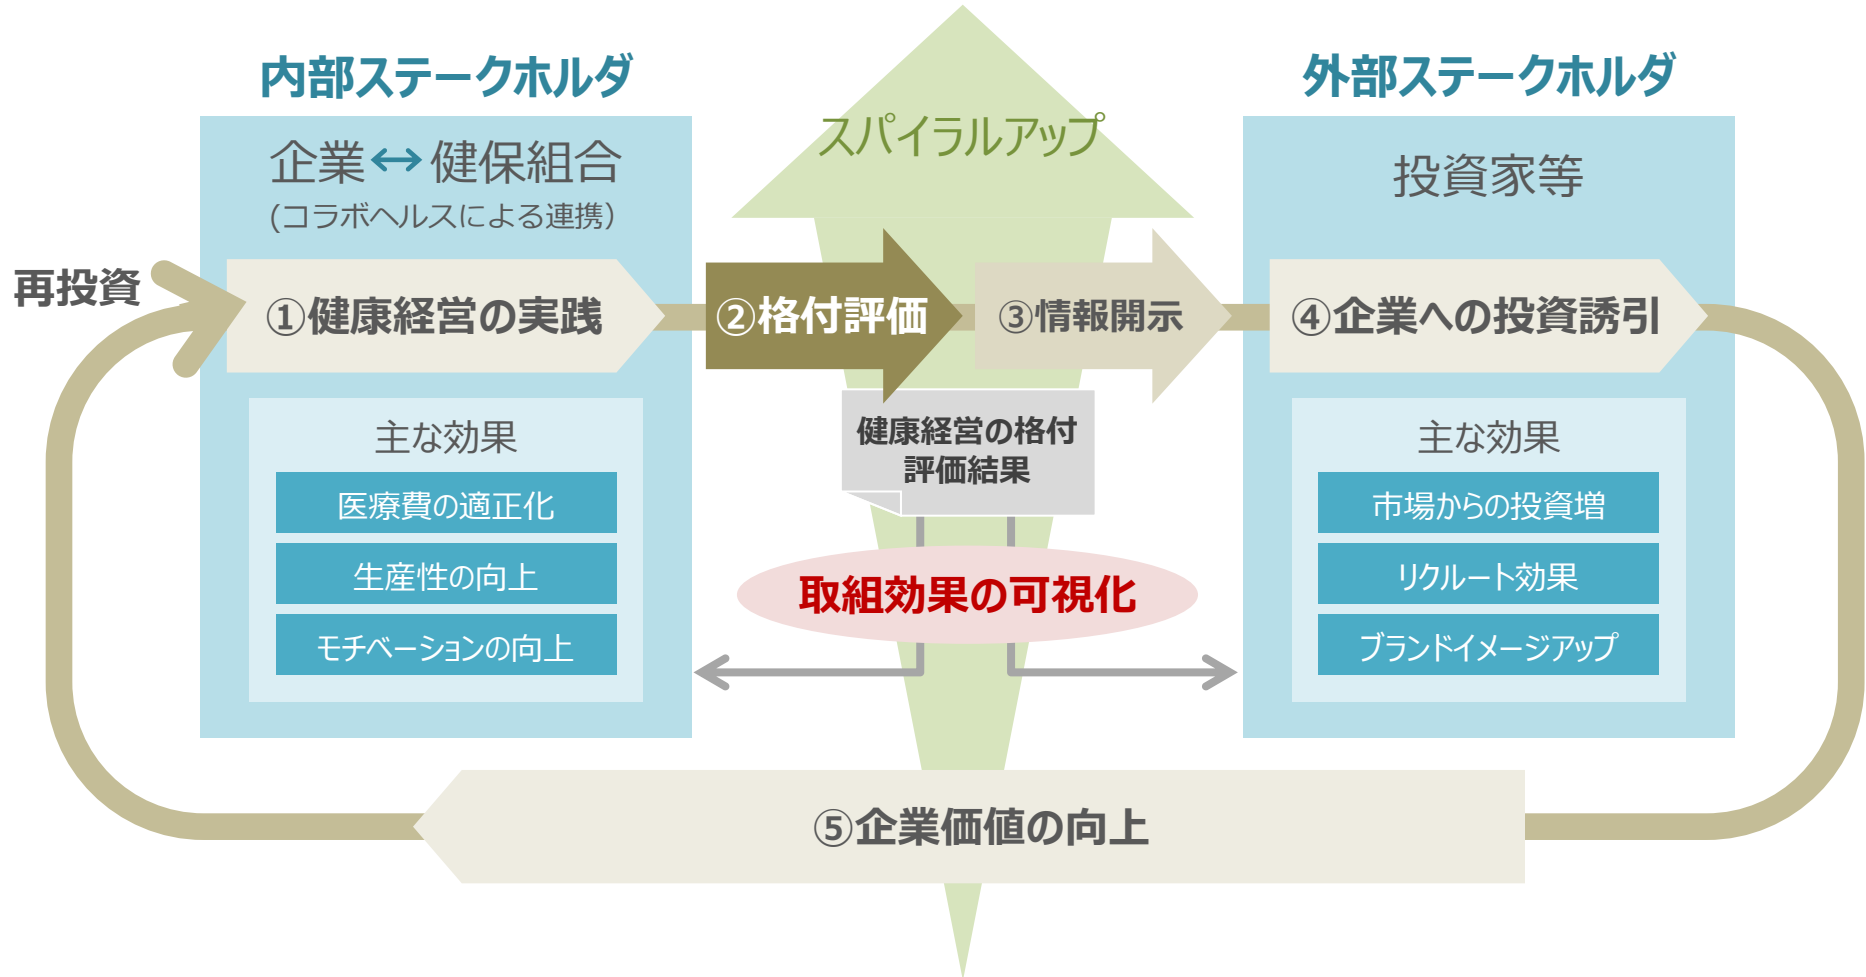 内部ステークホルダ
企業↔健保組合
(コラボヘルスによる連携）
再投資
①健康経営の実践
主な効果
医療費の適正化
生産性の向上
モチベーションの向上
スパイラルアップ
②格付評価
③情報開示
健康経営の格付
評価結果
取組効果の可視化
外部ステークホルダ
投資家等
④企業への投資誘引
主な効果
市場からの投資増
リクルート効果
ブランドイメージアップ
⑤企業価値の向上